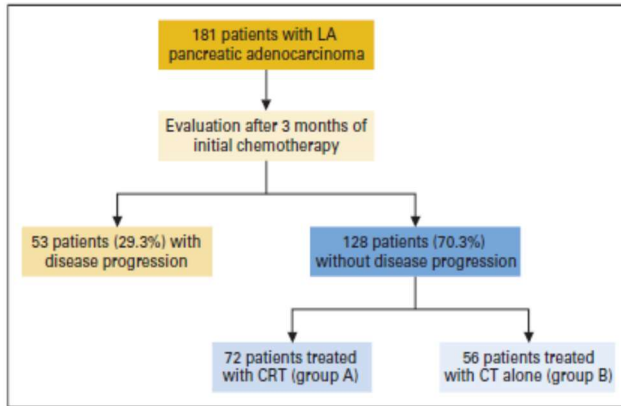 181 patients with LA
pancreatic adenocarcinoma
Evaluation after 3 months of
initial chemotherapy
53 patients (29.3%) with
disease progression
128 patients (70.3%)
without disease progression
72 patients treated
with CRT (group A)
56 patients treated
with CT alone (group B)